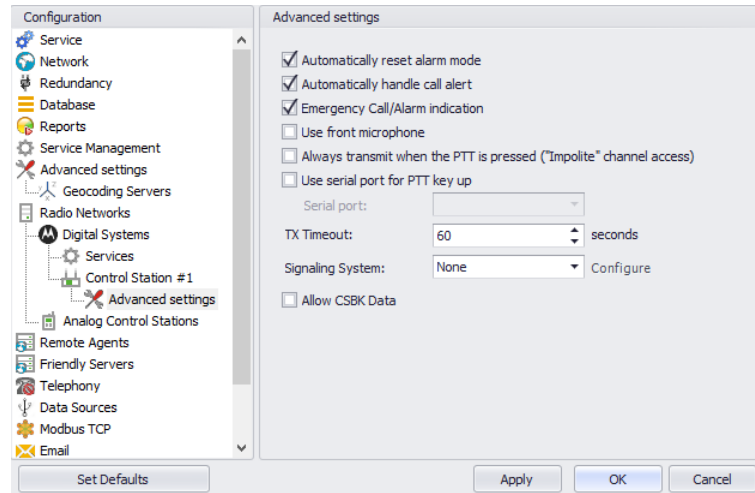 Configuration
Service
Network
Redundancy
Database
Reports
Service Management
Advanced settings
Geocoding Servers
Radio Networks
Digital Systems
Services
Control Station #1
Advanced settings
Analog Control Stations
Remote Agents
Friendly Servers
Telephony
Data Sources
Modbus TCP
Email
Advanced settings
Automatically reset alarm mode
Automatically handle call alert
Emergency Call/Alarm indication
Use front microphone
Always transmit when the PTT is pressed ("Impolite" channel access)
Use serial port for PTT key up
Serial port:
TX Timeout: 60 seconds
Signaling System: None Configure
Allow CSBK Data
Set Defaults Apply OK Cancel